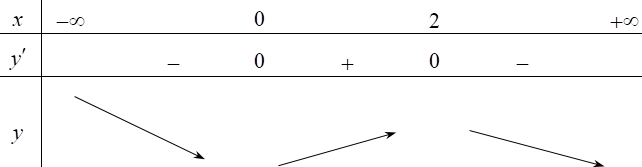 x −∞ 0 2 +∞
y′ − 0 + 0 −
y